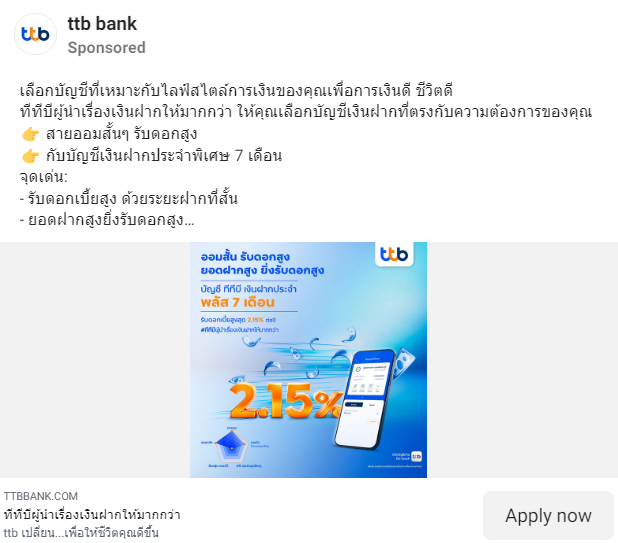 ttb bank
Sponsored
ttb
เลือกบัญชีที่เหมาะกับไลฟ์สไตล์การเงินของคุณเพื่อการเงินดี ชีวิตดี
ทีทีบีผู้นำเรื่องเงินฝากให้มากกว่า ให้คุณเลือกบัญชีเงินฝากที่ตรงกับความต้องการของคุณ
👉 สายออมสั้นๆ รับดอกสูง
👉 กับบัญชีเงินฝากประจำพิเศษ 7 เดือน
จุดเด่น:
- รับดอกเบี้ยสูง ด้วยระยะฝากที่สั้น
- ยอดฝากสูงยิ่งรับดอกสูง...
ttb
ออมสั้น รับดอกสูง
ยอดฝากสูง ยิ่งรับดอกสูง
บัญชี ทีทีบี เงินฝากประจำ
พลัส 7 เดือน
รับดอกเบี้ยสูงสุด 2.15% ต่อปี
#ทีทีบีผู้นำเรื่องเงินฝากให้มากกว่า
2.15%
ttb
TTBBANK.COM
ทีทีบีผู้นำเรื่องเงินฝากให้มากกว่า
ttb เปลี่ยน...เพื่อให้ชีวิตคุณดีขึ้น
Apply now